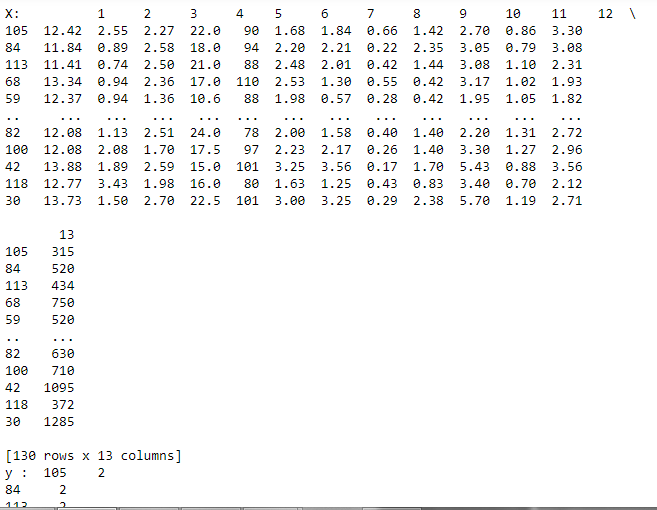 X:          1     2     3     4    5     6     7     8     9     10    11    12  \
105  12.42  2.55  2.27  22.0   90  1.68  1.84  0.66  1.42  2.70  0.86  3.30
84   11.84  0.89  2.58  18.0   94  2.20  2.21  0.22  2.35  3.05  0.79  3.08
113  11.41  0.74  2.50  21.0   88  2.48  2.01  0.42  1.44  3.08  1.10  2.31
68   13.34  0.94  2.36  17.0  110  2.53  1.30  0.55  0.42  3.17  1.02  1.93
59   12.37  0.94  1.36  10.6   88  1.98  0.57  0.28  0.42  1.95  1.05  1.82
..     ...   ...   ...   ...  ...   ...   ...   ...   ...   ...   ...   ...
82   12.08  1.13  2.51  24.0   78  2.00  1.58  0.40  1.40  2.20  1.31  2.72
100  12.08  2.08  1.70  17.5   97  2.23  2.17  0.26  1.40  3.30  1.27  2.96
42   13.88  1.89  2.59  15.0  101  3.25  3.56  0.17  1.70  5.43  0.88  3.56
118  12.77  3.43  1.98  16.0   80  1.63  1.25  0.43  0.83  3.40  0.70  2.12
30   13.73  1.50  2.70  22.5  101  3.00  3.25  0.29  2.38  5.70  1.19  2.71
13
105   315
84    520
113   434
68    750
59    520
..    ...
82    630
100   710
42   1095
118   372
30   1285
[130 rows x 13 columns]
y :  105    2
84     2
113    2